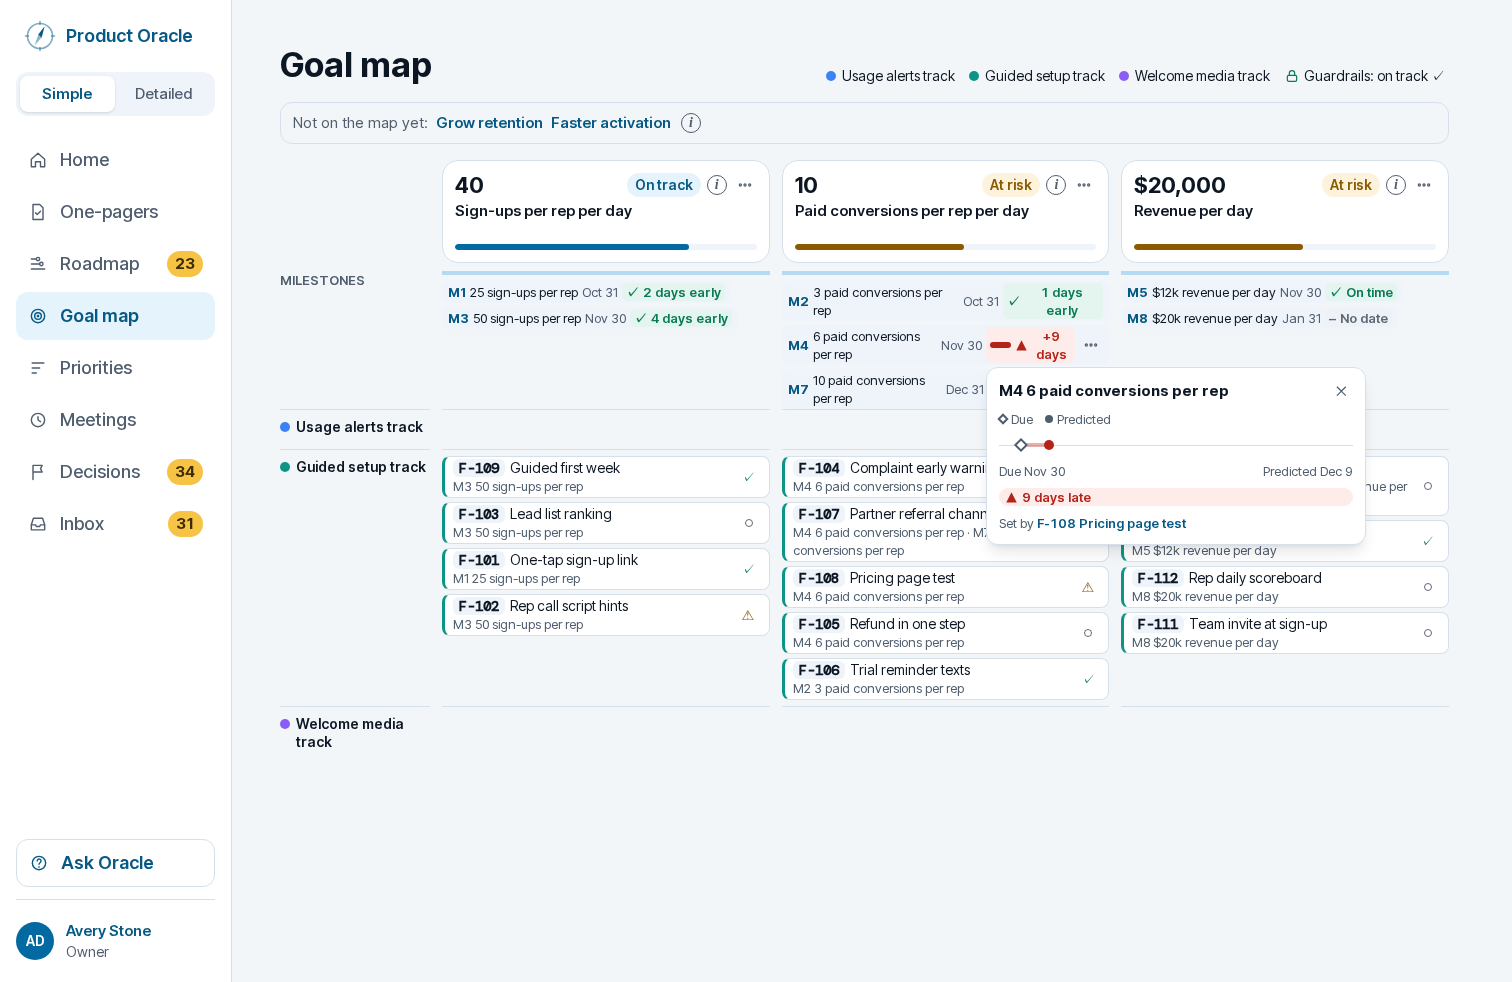 Product Oracle
Simple
Detailed
Home
One-pagers
Roadmap 23
Goal map
Priorities
Meetings
Decisions 34
Inbox 31
Ask Oracle
AD
Avery Stone
Owner
Goal map
Usage alerts track
Guided setup track
Welcome media track
Guardrails: on track ✓
Not on the map yet: Grow retention Faster activation i
40 On track i •••
Sign-ups per rep per day
10 At risk i •••
Paid conversions per rep per day
$20,000 At risk i •••
Revenue per day
MILESTONES
M1 25 sign-ups per rep Oct 31 ✓ 2 days early
M3 50 sign-ups per rep Nov 30 ✓ 4 days early
M2 3 paid conversions per
rep
Oct 31 ✓ 1 days
early
M4 6 paid conversions
per rep
Nov 30 ▲ +9
days •••
M7 10 paid conversions
per rep
Dec 31
M5 $12k revenue per day Nov 30 ✓ On time
M8 $20k revenue per day Jan 31 – No date
M4 6 paid conversions per rep
Due
Predicted
Due Nov 30
Predicted Dec 9
▲ 9 days late
Set by F-108 Pricing page test
Usage alerts track
Guided setup track
F-109 Guided first week
M3 50 sign-ups per rep ✓
F-103 Lead list ranking
M3 50 sign-ups per rep ○
F-101 One-tap sign-up link
M1 25 sign-ups per rep ✓
F-102 Rep call script hints
M3 50 sign-ups per rep ⚠
F-104 Complaint early
M4 6 paid conversions per rep
F-107 Partner referral
M4 6 paid conversions per rep · M7
conversions per rep
F-108 Pricing page test
M4 6 paid conversions per rep ⚠
F-105 Refund in one step
M4 6 paid conversions per rep ○
F-106 Trial reminder texts
M2 3 paid conversions per rep ✓
per ○
M5 $12k revenue per day ✓
F-112 Rep daily scoreboard
M8 $20k revenue per day ○
F-111 Team invite at sign-up
M8 $20k revenue per day ○
Welcome media
track